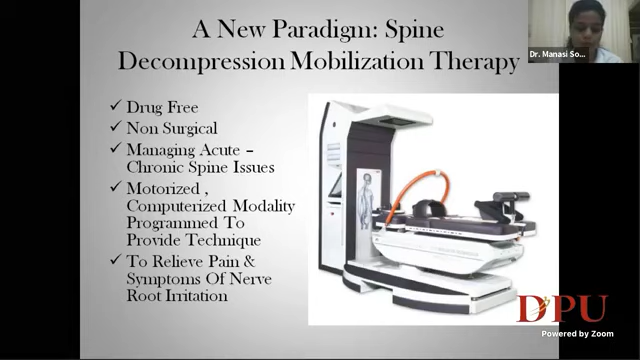 A New Paradigm: Spine
Decompression Mobilization Therapy
Dr. Manasi So...
✓ Drug Free
✓ Non Surgical
✓ Managing Acute –
Chronic Spine Issues
✓ Motorized ,
Computerized Modality
Programmed To
Provide Technique
✓ To Relieve Pain &
Symptoms Of Nerve
Root Irritation
DPU
Powered by Zoom